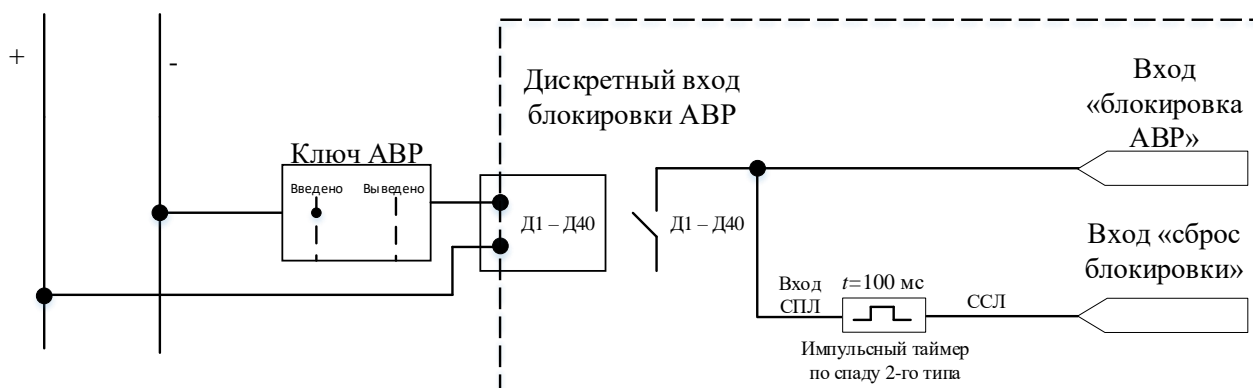 +
-
Дискретный вход
блокировки АВР
Вход
«блокировка
АВР»
Ключ АВР
Введено
Выведено
Д1 – Д40
Д1 – Д40
Вход «сброс
блокировки»
Вход
СПЛ
t=100 мс
ССЛ
Импульсный таймер
по спаду 2-го типа